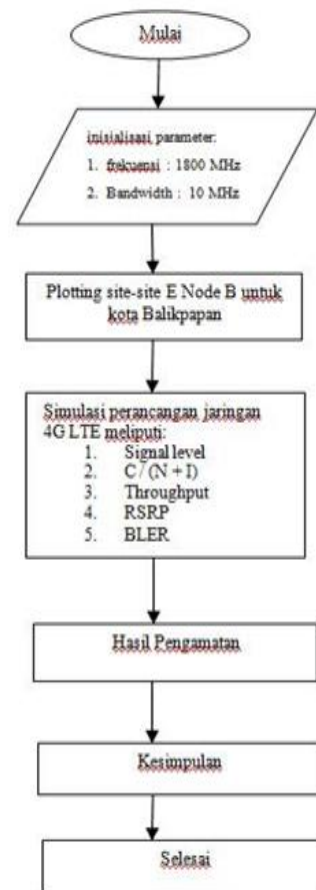 Mulai
inisialisasi parameter:
1. frekuensi : 1800 MHz
2. Bandwidth : 10 MHz
Plotting site-site E Node B untuk
kota Balikpapan
Simulasi perancangan jaringan
4G LTE meliputi:
1. Signal level
2. C / (N + I)
3. Throughput
4. RSRP
5. BLER
Hasil Pengamatan
Kesimpulan
Selesai